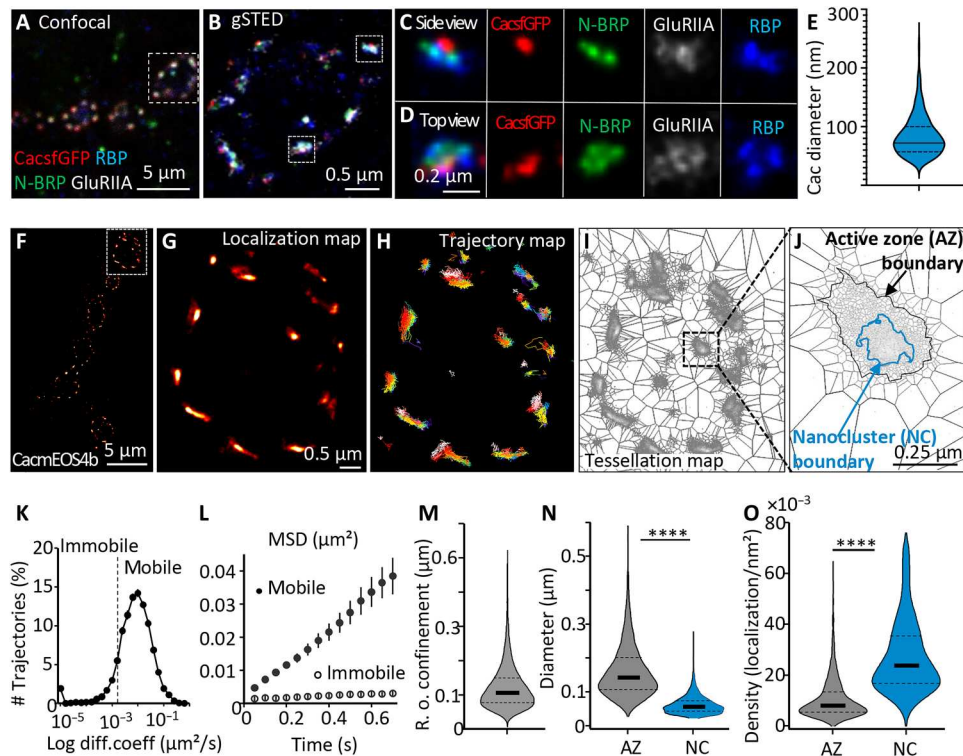 A Confocal
CacsfGFP RBP
N-BRP GluRIIA
5 μm
B gSTED
0.5 μm
C Side view CacsfGFP N-BRP GluRIIA RBP
D Top view CacsfGFP N-BRP GluRIIA RBP
0.2 μm
E
Cac diameter (nm)
200
100
0
F
CacmEOS4b
5 μm
G Localization map
0.5 μm
H Trajectory map
I
Tessellation map
J
Active zone (AZ)
boundary
Nanocluster (NC)
boundary
0.25 μm
K
# Trajectories (%)
20
15
10
5
0
Immobile
Mobile
10⁻⁵ 10⁻³ 10⁻¹
Log diff.coeff (μm²/s)
L
MSD (μm²)
0.04
0.03
0.02
0.01
0
Mobile
Immobile
0 0.2 0.4 0.6
Time (s)
M
R. o. confinement (μm)
0.5
0.1
0
N
Diameter (μm)
****
0.5
0.1
0
AZ NC
O
×10⁻³
Density (localization/nm²)
****
80
60
40
20
0
AZ NC